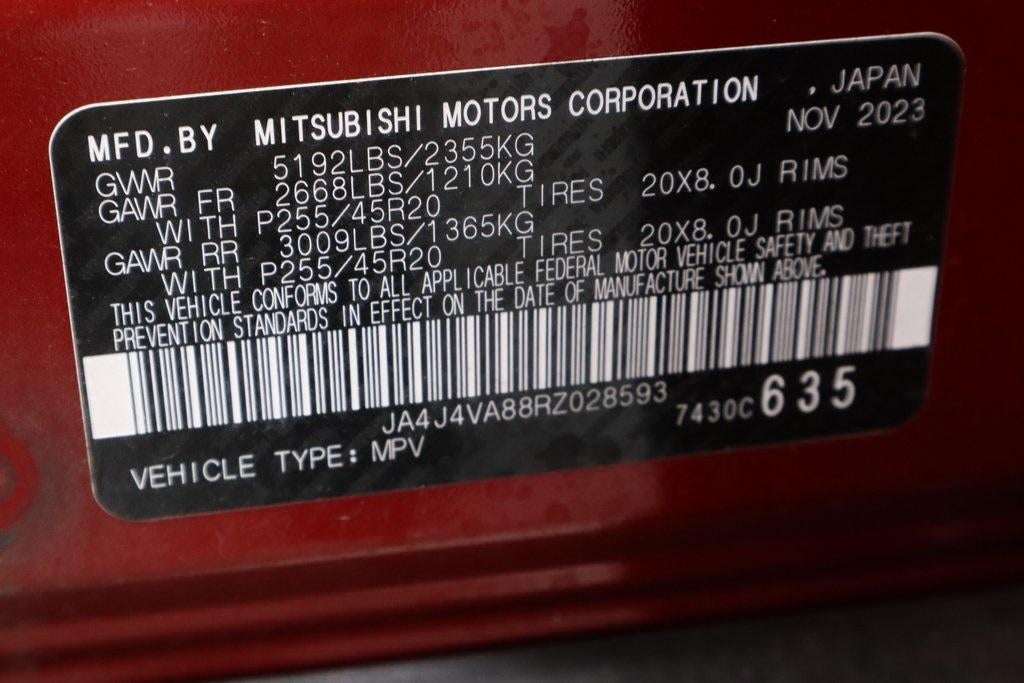 MFD.BY MITSUBISHI MOTORS CORPORATION , JAPAN
NOV 2023
GVWR 5192LBS/2355KG
GAWR FR 2668LBS/1210KG
WITH P255/45R20 TIRES 20X8.0J RIMS
GAWR RR 3009LBS/1365KG
WITH P255/45R20 TIRES 20X8.0J RIMS
THIS VEHICLE CONFORMS TO ALL APPLICABLE FEDERAL MOTOR VEHICLE SAFETY AND THEFT
PREVENTION STANDARDS IN EFFECT ON THE DATE OF MANUFACTURE SHOWN ABOVE.
JA4J4VA88RZ028593 7430C 635
VEHICLE TYPE: MPV